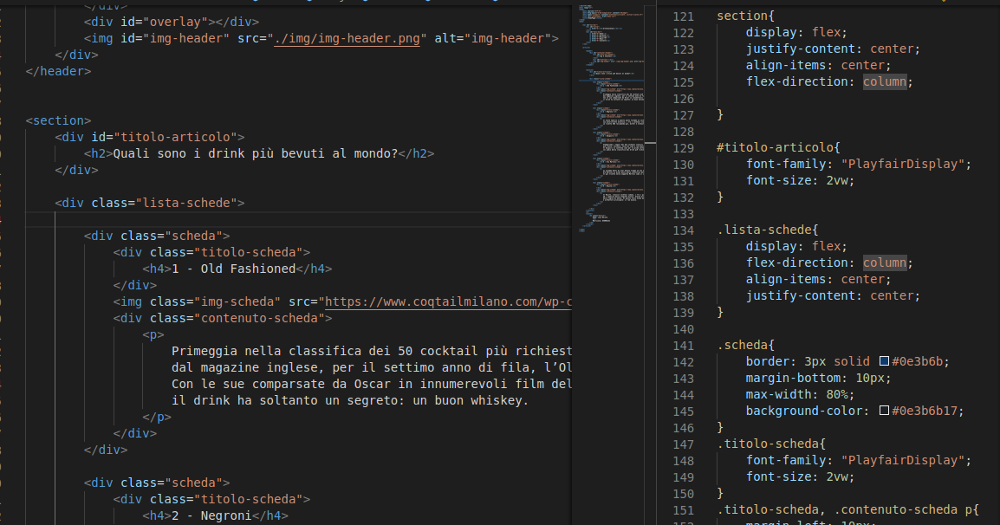 </div>
<div id="overlay"></div>
<img id="img-header" src="./img/img-header.png" alt="img-header">
</div>
</header>
<section>
<div id="titolo-articolo">
<h2>Quali sono i drink più bevuti al mondo?</h2>
</div>
<div class="lista-schede">
<div class="scheda">
<div class="titolo-scheda">
<h4>1 - Old Fashioned</h4>
</div>
<img class="img-scheda" src="https://www.coqtailmilano.com/wp-c
<div class="contenuto-scheda">
<p>
Primeggia nella classifica dei 50 cocktail più richiest
dal magazine inglese, per il settimo anno di fila, l’Ol
Con le sue comparsate da Oscar in innumerevoli film del
il drink ha soltanto un segreto: un buon whiskey.
</p>
</div>
</div>
<div class="scheda">
<div class="titolo-scheda">
<h4>2 - Negroni</h4>
121 section{
122 display: flex;
123 justify-content: center;
124 align-items: center;
125 flex-direction: column;
126
127 }
128
129 #titolo-articolo{
130 font-family: "PlayfairDisplay";
131 font-size: 2vw;
132 }
133
134 .lista-schede{
135 display: flex;
136 flex-direction: column;
137 align-items: center;
138 justify-content: center;
139 }
140
141 .scheda{
142 border: 3px solid #0e3b6b;
143 margin-bottom: 10px;
144 max-width: 80%;
145 background-color: #0e3b6b17;
146 }
147 .titolo-scheda{
148 font-family: "PlayfairDisplay";
149 font-size: 2vw;
150 }
151 .titolo-scheda, .contenuto-scheda p{
152 margin-left: 10px;